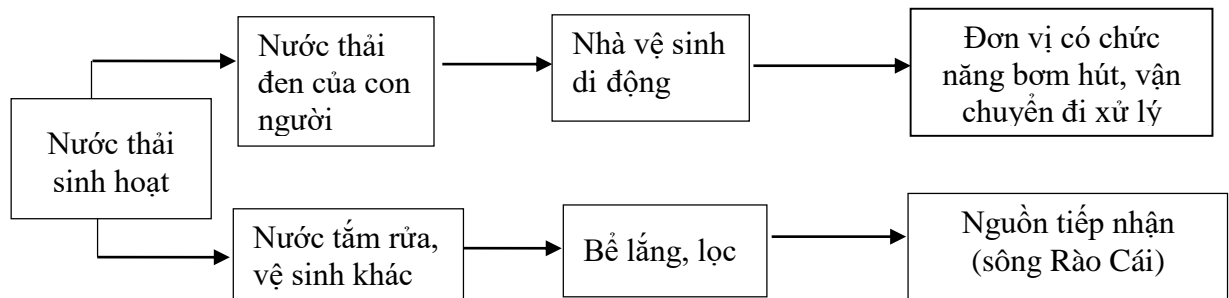 Nước thải
sinh hoạt
Nước thải
đen của con
người
Nhà vệ sinh
di động
Đơn vị có chức
năng bơm hút, vận
chuyển đi xử lý
Nước tắm rửa,
vệ sinh khác
Bể lắng, lọc
Nguồn tiếp nhận
(sông Rào Cái)